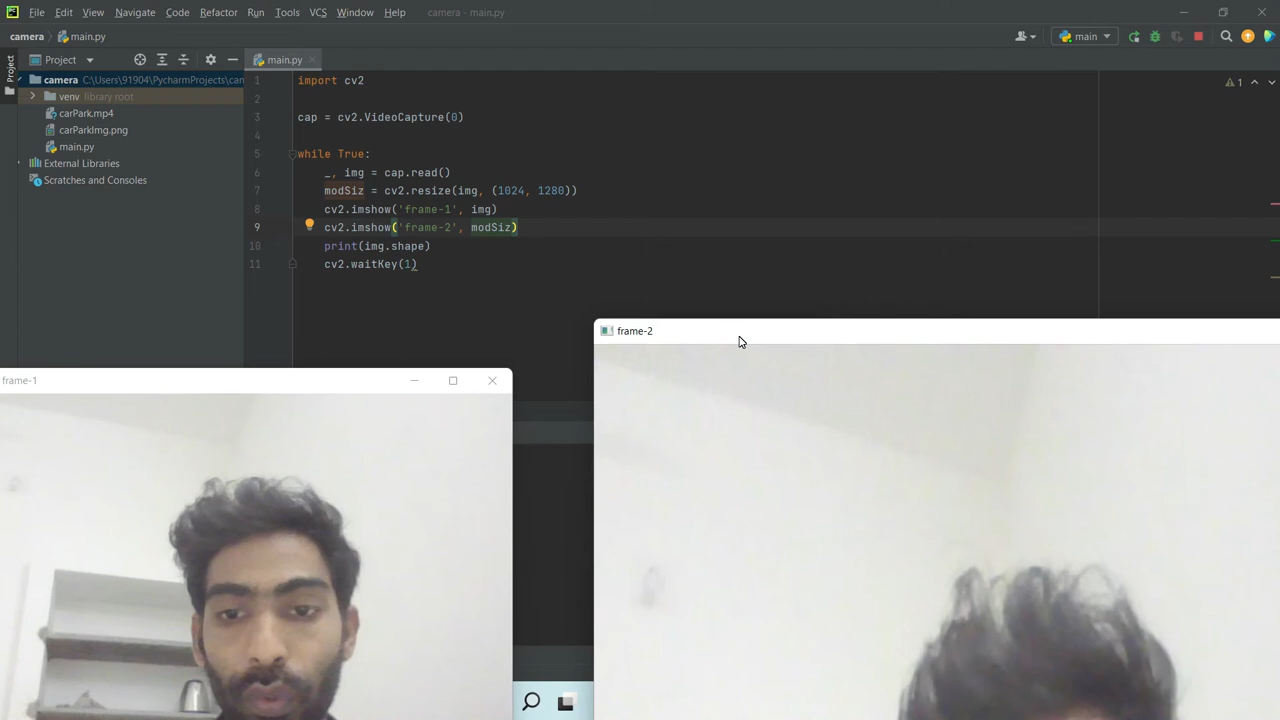 File Edit View Navigate Code Refactor Run Tools VCS Window Help camera - main.py
camera main.py main
Project
Project main.py
camera C:\Users\91904\PycharmProjects\cam
venv library root
carPark.mp4
carParkImg.png
main.py
External Libraries
Scratches and Consoles
1 import cv2
2
3 cap = cv2.VideoCapture(0)
4
5 while True:
6 _, img = cap.read()
7 modSiz = cv2.resize(img, (1024, 1280))
8 cv2.imshow('frame-1', img)
9 cv2.imshow('frame-2', modSiz)
10 print(img.shape)
11 cv2.waitKey(1)
1
frame-2
frame-1